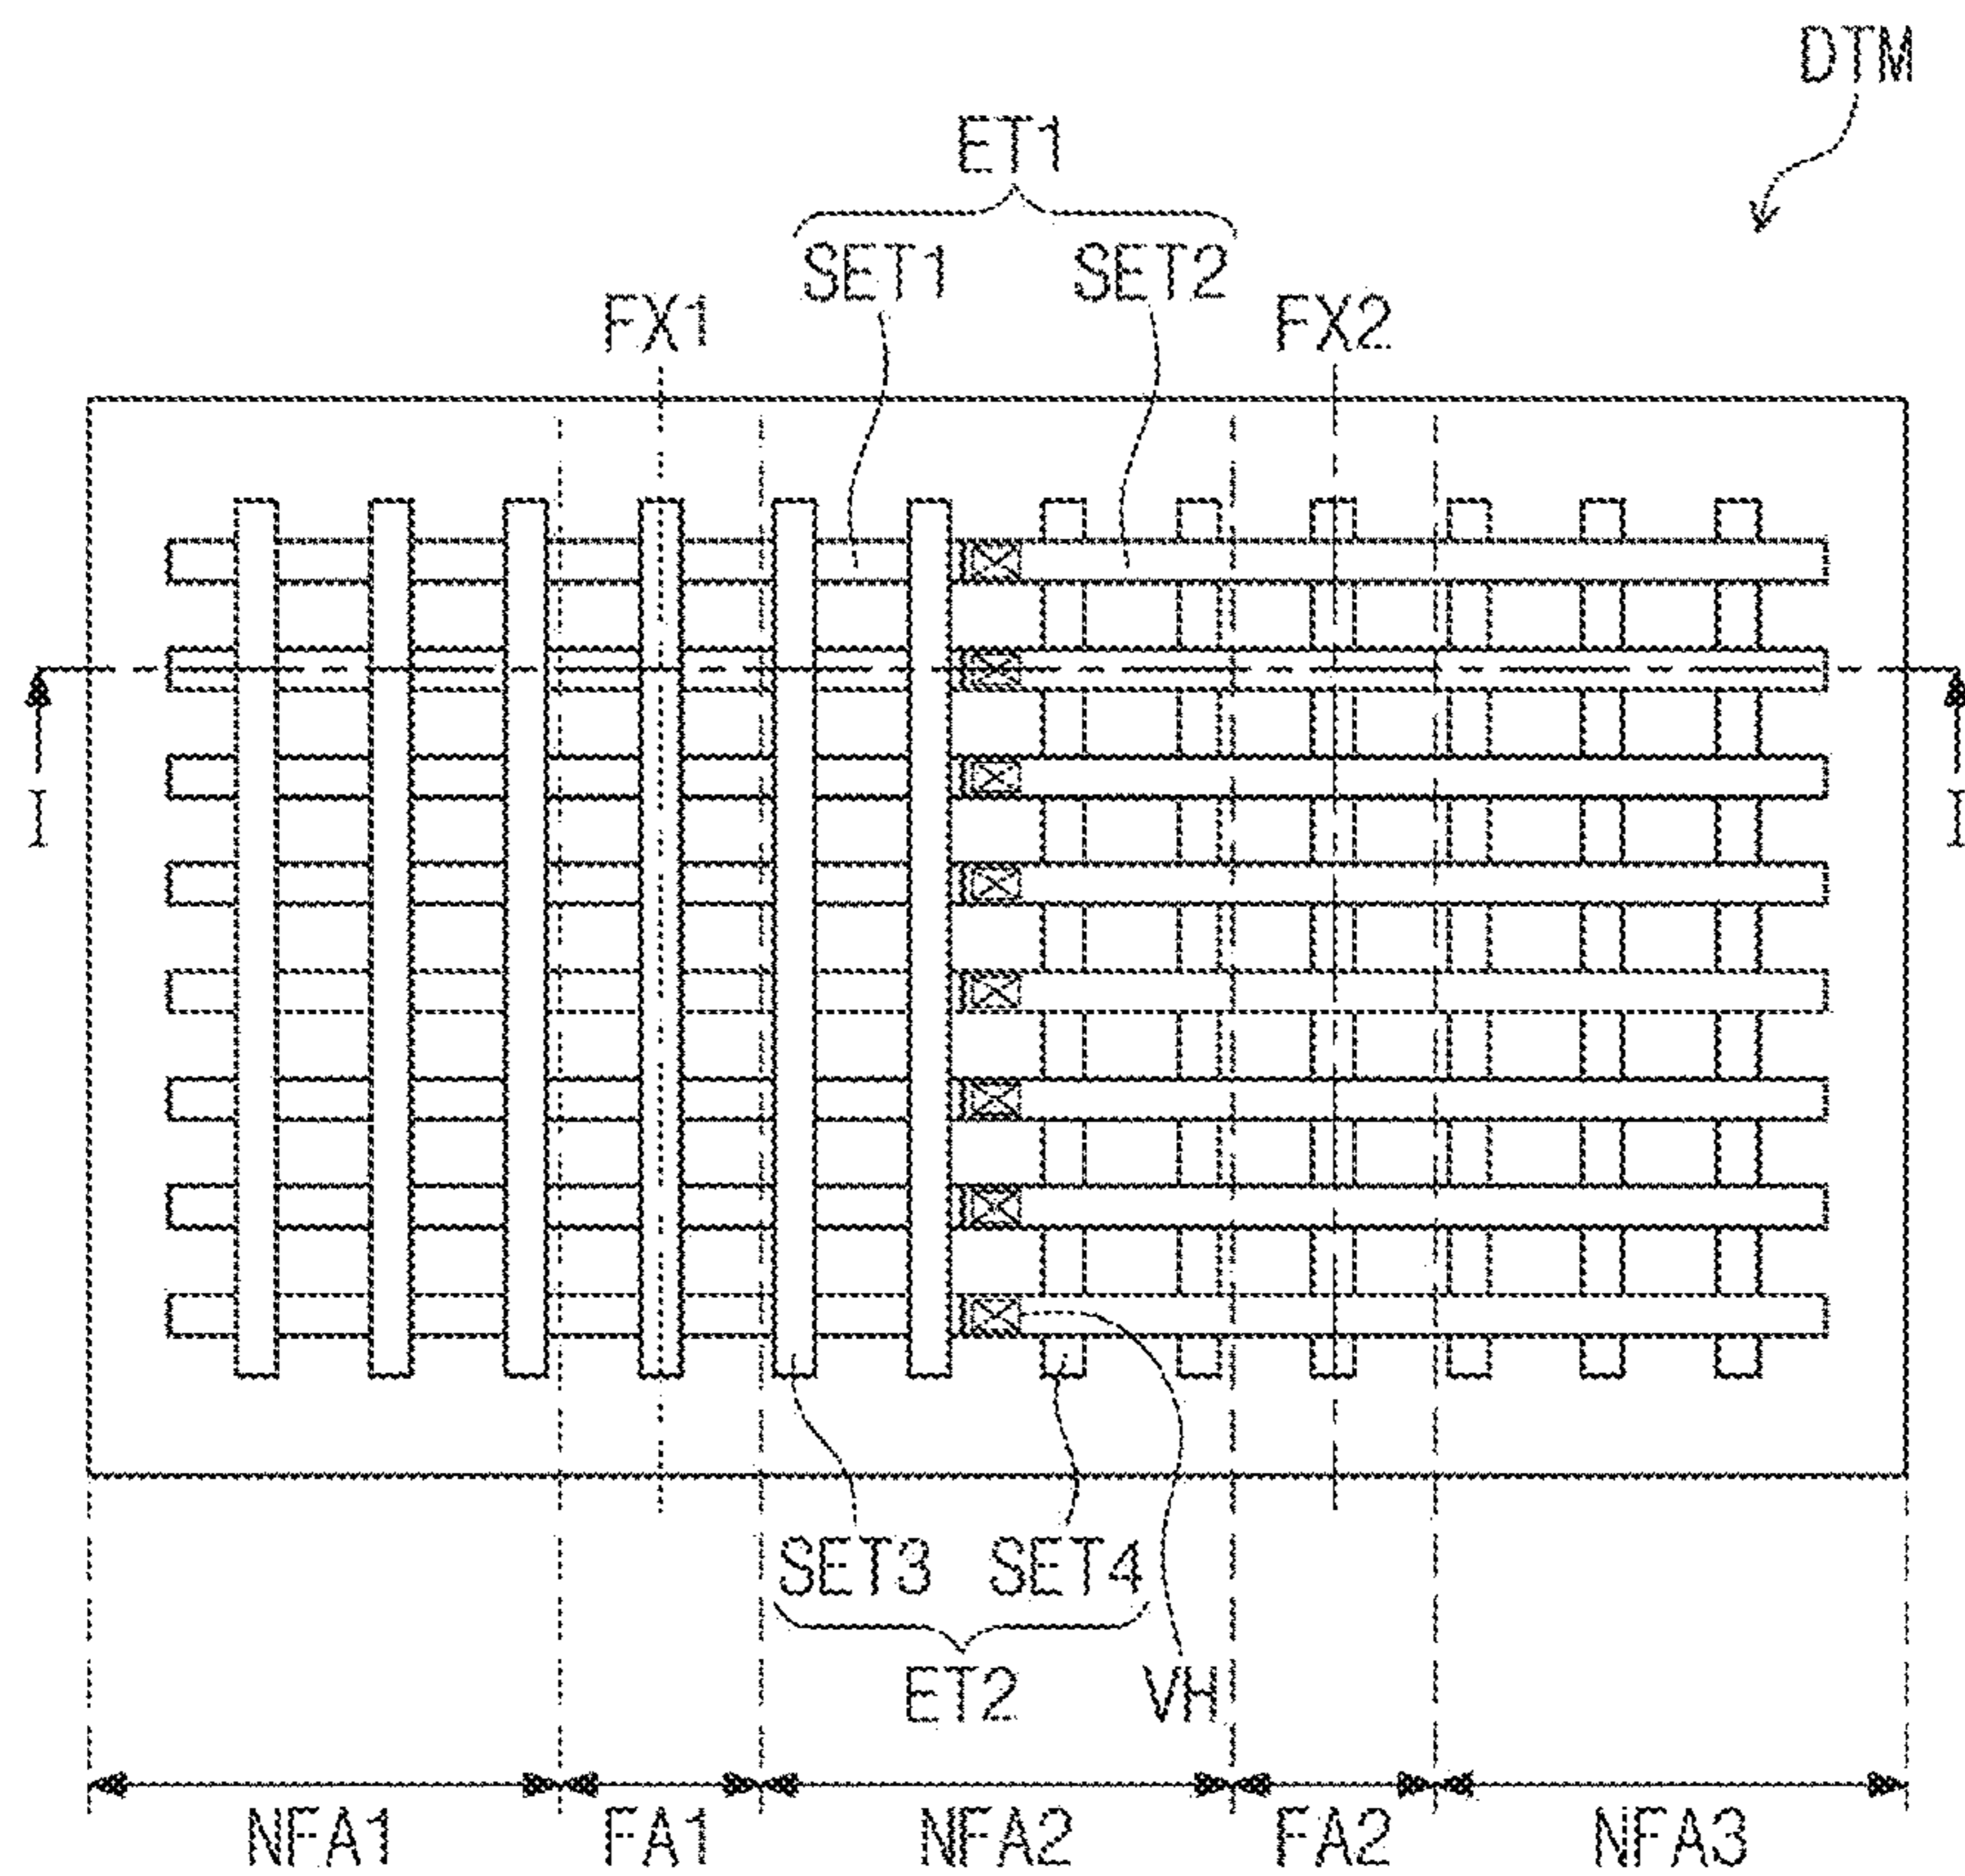 DTM
ET1
SET1 SET2
FX1 FX2
I I
SET3 SET4
ET2 VH
NFA1 FA1 NFA2 FA2 NFA3